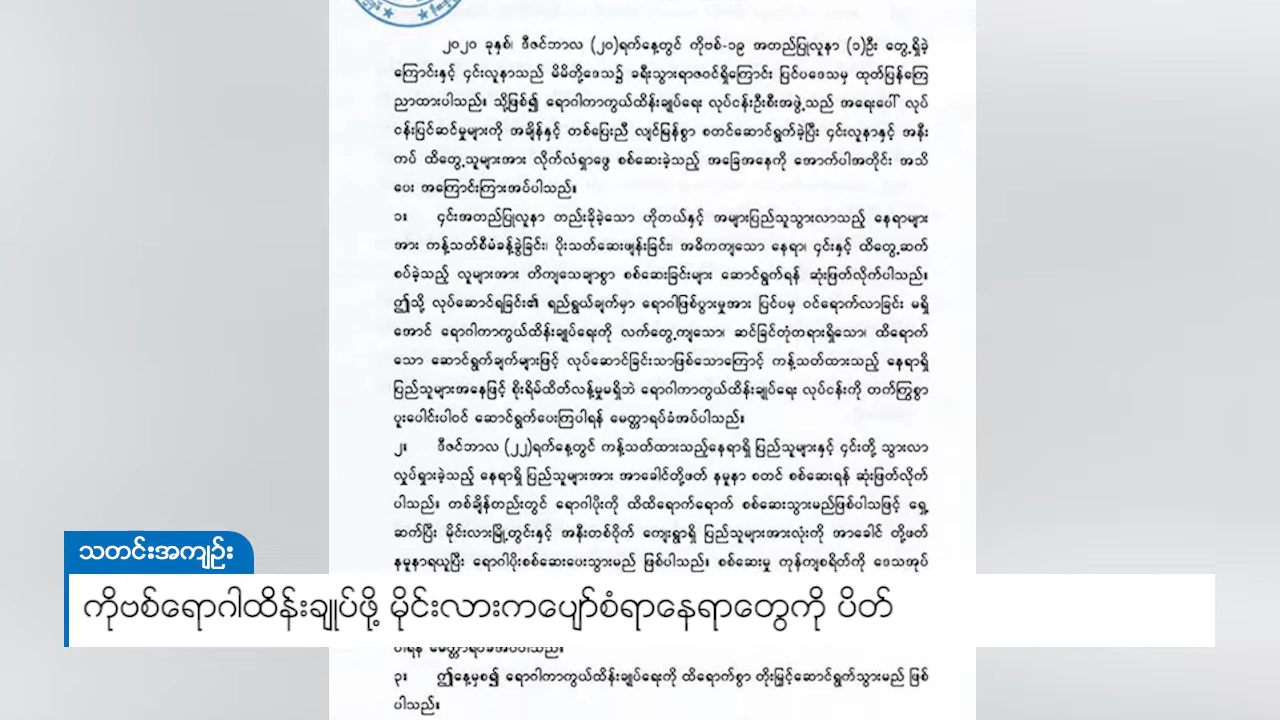 ၂၀၂၀ ခုနှစ်၊ ဒီဇင်ဘာလ (၂၀)ရက်နေ့တွင် ကိုဗစ်-၁၉ အတည်ပြုလူနာ (၁)ဦး တွေ့ရှိခဲ့
ကြောင်းနှင့် ၄င်းလူနာသည် မိမိတို့ဒေသ၌ ခရီးသွားရာဇဝင်ရှိကြောင်း ပြင်ပဒေသမှ ထုတ်ပြန်ကြေ
ညာထားပါသည်။ သို့ဖြစ်၍ ရောဂါကာကွယ်ထိန်းချုပ်ရေး လုပ်ငန်းဦးစီးအဖွဲ့သည် အရေးပေါ် လုပ်
ငန်းပြင်ဆင်မှုများကို အချိန်နှင့် တစ်ပြေးညီ လျင်မြန်စွာ စတင်ဆောင်ရွက်ခဲ့ပြီး ၄င်းလူနာနှင့် အနီး
ကပ် ထိတွေ့သူများအား လိုက်လံရှာဖွေ စစ်ဆေးခဲ့သည့် အခြေအနေကို အောက်ပါအတိုင်း အသိ
ပေး အကြောင်းကြားအပ်ပါသည်။
၁။ ၄င်းအတည်ပြုလူနာ တည်းခိုခဲ့သော ဟိုတယ်နှင့် အများပြည်သူသွားလာသည့် နေရာများ
အား ကန့်သတ်စီမံခန့်ခွဲခြင်း၊ ပိုးသတ်ဆေးဖျန်းခြင်း၊ အဓိကကျသော နေရာ၊ ၄င်းနှင့် ထိတွေ့ဆက်
စပ်ခဲ့သည့် လူများအား တိကျသေချာစွာ စစ်ဆေးခြင်းများ ဆောင်ရွက်ရန် ဆုံးဖြတ်လိုက်ပါသည်။
ဤသို့ လုပ်ဆောင်ရခြင်း၏ ရည်ရွယ်ချက်မှာ ရောဂါဖြစ်ပွားမှုအား ပြင်ပမှ ဝင်ရောက်လာခြင်း မရှိ
အောင် ရောဂါကာကွယ်ထိန်းချုပ်ရေးကို လက်တွေ့ကျသော၊ ဆင်ခြင်တုံတရားရှိသော၊ ထိရောက်
သော ဆောင်ရွက်ချက်များဖြင့် လုပ်ဆောင်ခြင်းသာဖြစ်သောကြောင့် ကန့်သတ်ထားသည့် နေရာရှိ
ပြည်သူများအနေဖြင့် စိုးရိမ်ထိတ်လန့်မှုမရှိဘဲ ရောဂါကာကွယ်ထိန်းချုပ်ရေး လုပ်ငန်းကို တက်ကြွစွာ
ပူးပေါင်းပါဝင် ဆောင်ရွက်ပေးကြပါရန် မေတ္တာရပ်ခံအပ်ပါသည်။
၂။ ဒီဇင်ဘာလ (၂၂)ရက်နေ့တွင် ကန့်သတ်ထားသည့်နေရာရှိ ပြည်သူများနှင့် ၄င်းတို့ သွားလာ
လှုပ်ရှားခဲ့သည့် နေရာရှိ ပြည်သူများအား အာခေါင်တို့ဖတ် နမူနာ စတင် စစ်ဆေးရန် ဆုံးဖြတ်လိုက်
ပါသည်။ တစ်ချိန်တည်းတွင် ရောဂါပိုးကို ထိထိရောက်ရောက် စစ်ဆေးသွားမည်ဖြစ်ပါသဖြင့် ရှေ့
ဆက်ပြီး မိုင်းလားမြို့တွင်းနှင့် အနီးတစ်ဝိုက် ကျေးရွာရှိ ပြည်သူများအားလုံးကို အာခေါင် တို့ဖတ်
နမူနာရယူပြီး ရောဂါပိုးစစ်ဆေးပေးသွားမည် ဖြစ်ပါသည်။ စစ်ဆေးမှု ကုန်ကျစရိတ်ကို ဒေသအုပ်
သတင်းအကျဉ်း
ကိုဗစ်ရောဂါထိန်းချုပ်ဖို့ မိုင်းလားကပျော်စံရာနေရာတွေကို ပိတ်
ပါရန် မေတ္တာရပ်ခံအပ်ပါသည်။
၃။ ဤနေ့မှစ၍ ရောဂါကာကွယ်ထိန်းချုပ်ရေးကို ထိရောက်စွာ တိုးမြှင့်ဆောင်ရွက်သွားမည် ဖြစ်
ပါသည်။